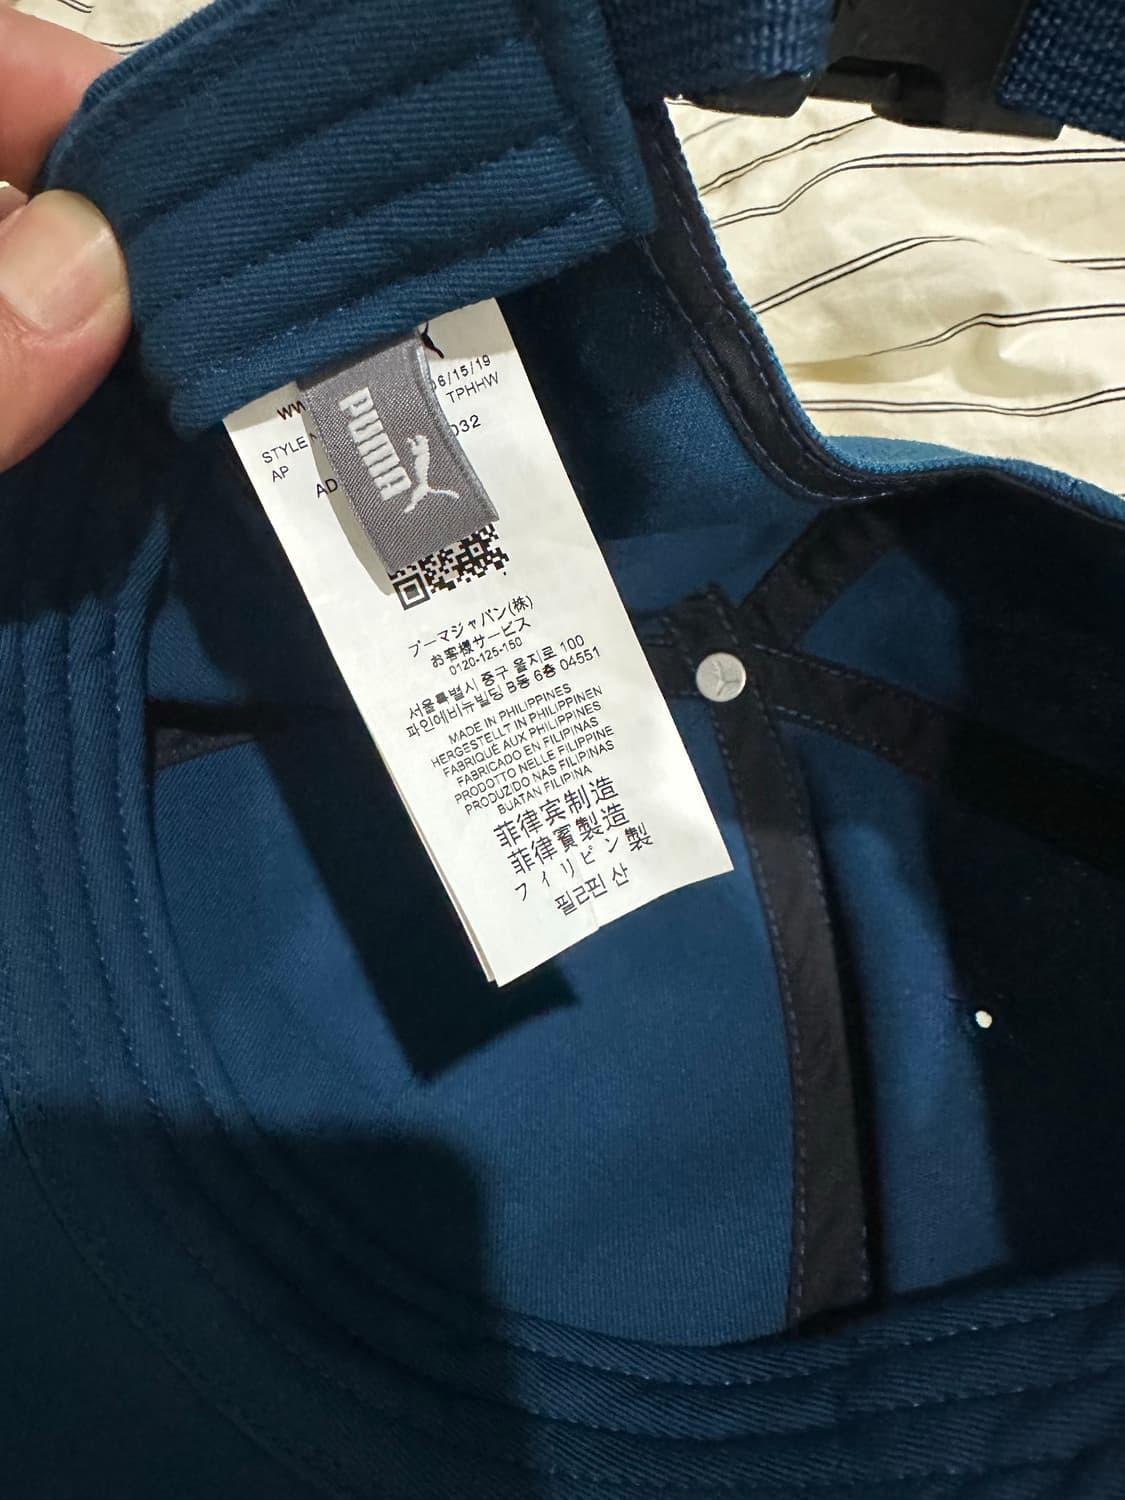 WW
06/15/19
TPHHW
STYLE
032
AP
AD
PUMA
プーマジャパン(株)
お客様サービス
0120-125-150
서울특별시 중구 을지로 100
파인에비뉴빌딩 B동 6층 04551
MADE IN PHILIPPINES
HERGESTELLT IN PHILIPPINEN
FABRIQUÉ AUX PHILIPPINES
FABRICADO EN FILIPINAS
PRODOTTO NELLE FILIPPINE
PRODUZIDO NAS FILIPINAS
BUATAN FILIPINA
菲律宾制造
菲律賓製造
フィリピン製
필리핀 산